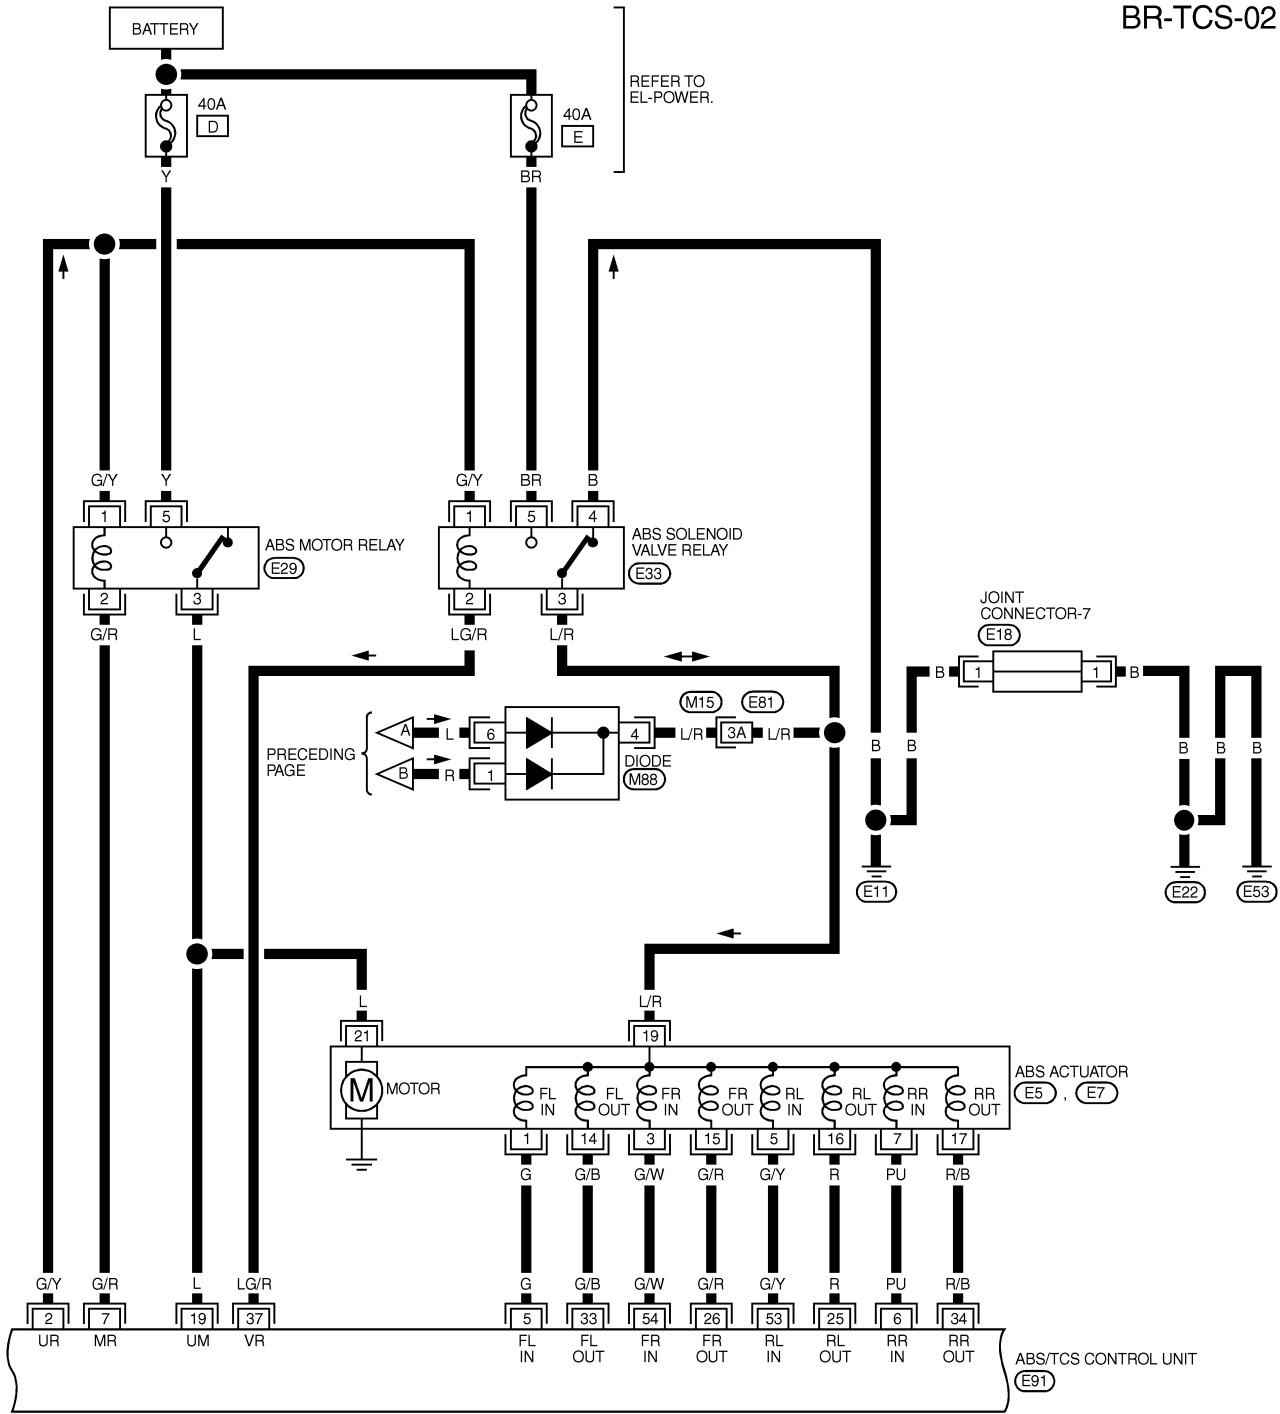 BR-TCS-02
BATTERY
REFER TO
EL-POWER.
40A
D
40A
E
Y
BR
G/Y
Y
G/Y
BR
B
1
5
1
5
4
ABS MOTOR RELAY
E29
ABS SOLENOID
VALVE RELAY
E33
2
3
2
3
G/R
L
LG/R
L/R
JOINT
CONNECTOR-7
E18
B
1
1
B
M15
E81
PRECEDING
PAGE
A
L
6
4
L/R
3A
L/R
B
R
1
DIODE
M88
B
B
B
B
B
E11
E22
E53
L
L/R
21
19
M
MOTOR
FL
IN
FL
OUT
FR
IN
FR
OUT
RL
IN
RL
OUT
RR
IN
RR
OUT
ABS ACTUATOR
E5 , E7
1
14
3
15
5
16
7
17
G
G/B
G/W
G/R
G/Y
R
PU
R/B
G/Y
G/R
L
LG/R
G
G/B
G/W
G/R
G/Y
R
PU
R/B
2
7
19
37
5
33
54
26
53
25
6
34
UR
MR
UM
VR
FL
IN
FL
OUT
FR
IN
FR
OUT
RL
IN
RL
OUT
RR
IN
RR
OUT
ABS/TCS CONTROL UNIT
E91